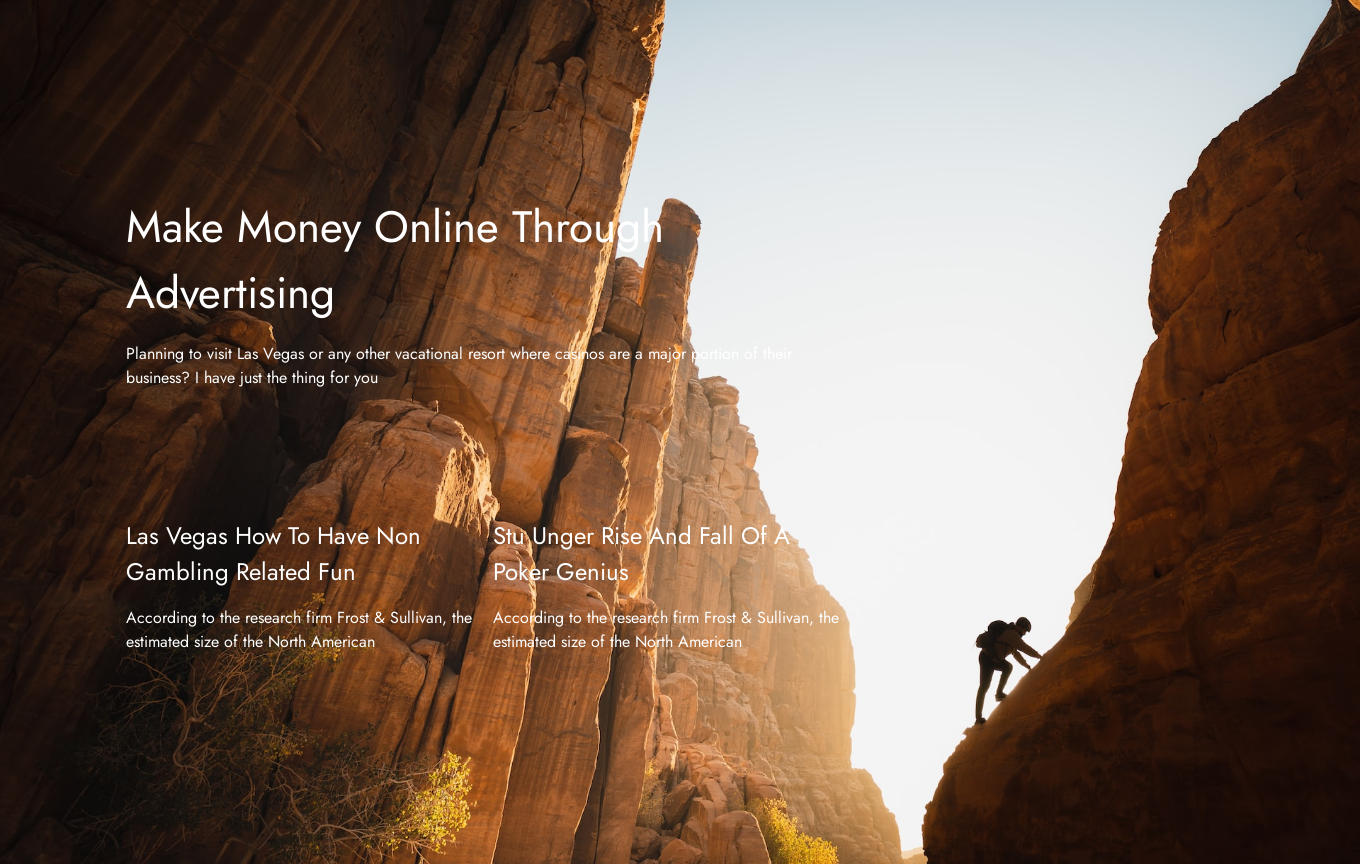 Make Money Online Through
Advertising
Planning to visit Las Vegas or any other vacational resort where casinos are a major portion of their
business? I have just the thing for you
Las Vegas How To Have Non
Gambling Related Fun
Stu Unger Rise And Fall Of A
Poker Genius
According to the research firm Frost & Sullivan, the
estimated size of the North American
According to the research firm Frost & Sullivan, the
estimated size of the North American